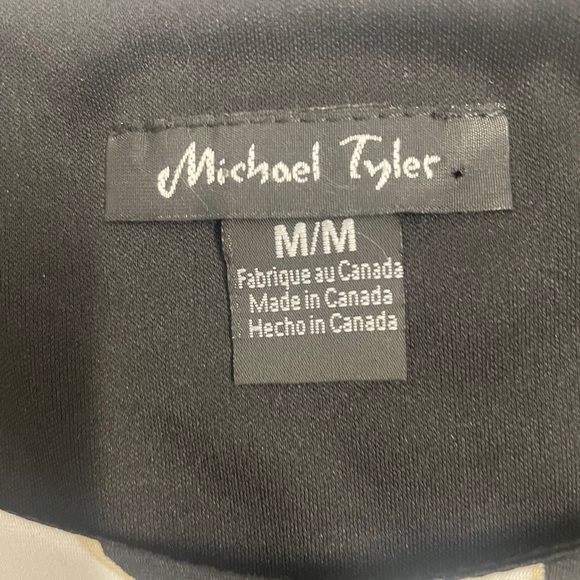 Michael Tyler.
M/M
Fabrique au Canada
Made in Canada
Hecho in Canada